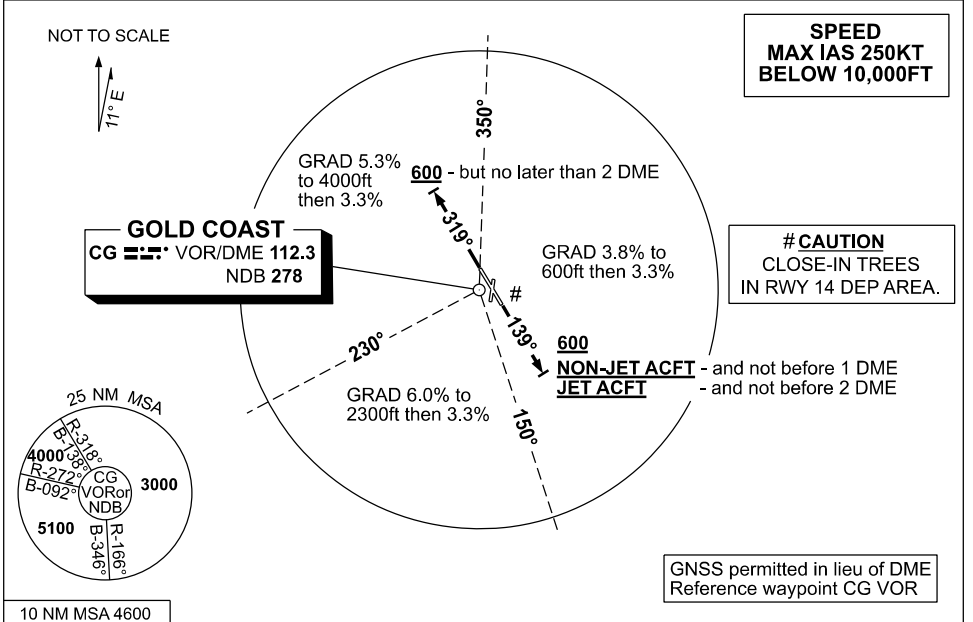 NOT TO SCALE
11° E
SPEED
MAX IAS 250KT
BELOW 10,000FT
350°
GRAD 5.3%
to 4000ft
then 3.3%
600 - but no later than 2 DME
319°
GOLD COAST
CG VOR/DME 112.3
NDB 278
GRAD 3.8% to
600ft then 3.3%
#
#CAUTION
CLOSE-IN TREES
IN RWY 14 DEP AREA.
139°
600
NON-JET ACFT - and not before 1 DME
JET ACFT - and not before 2 DME
230°
GRAD 6.0% to
2300ft then 3.3%
150°
25 NM MSA
R-318°
B-138°
4000
R-272°
B-092°
CG
VORor
NDB
3000
5100
B-346°
R-166°
10 NM MSA 4600
GNSS permitted in lieu of DME
Reference waypoint CG VOR